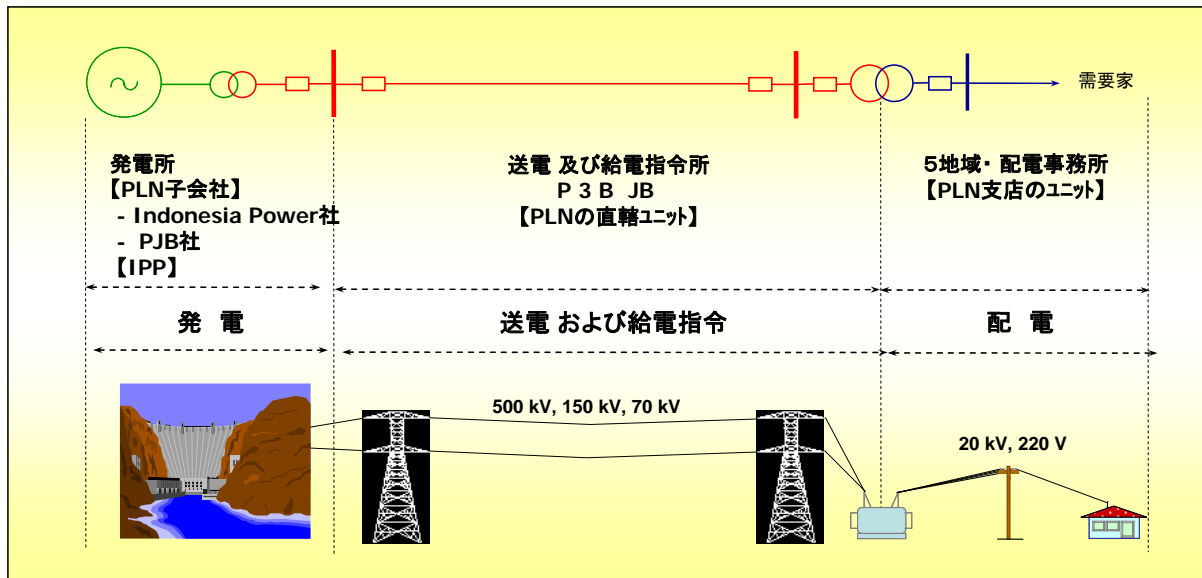 需要家
発電所
【PLN子会社】
- Indonesia Power社
- PJB社
【IPP】
送電 及び給電指令所
P 3 B JB
【PLNの直轄ユニット】
5地域・ 配電事務所
【PLN支店のユニット】
発 電
送電 および給電指令
配 電
500 kV, 150 kV, 70 kV
20 kV, 220 V